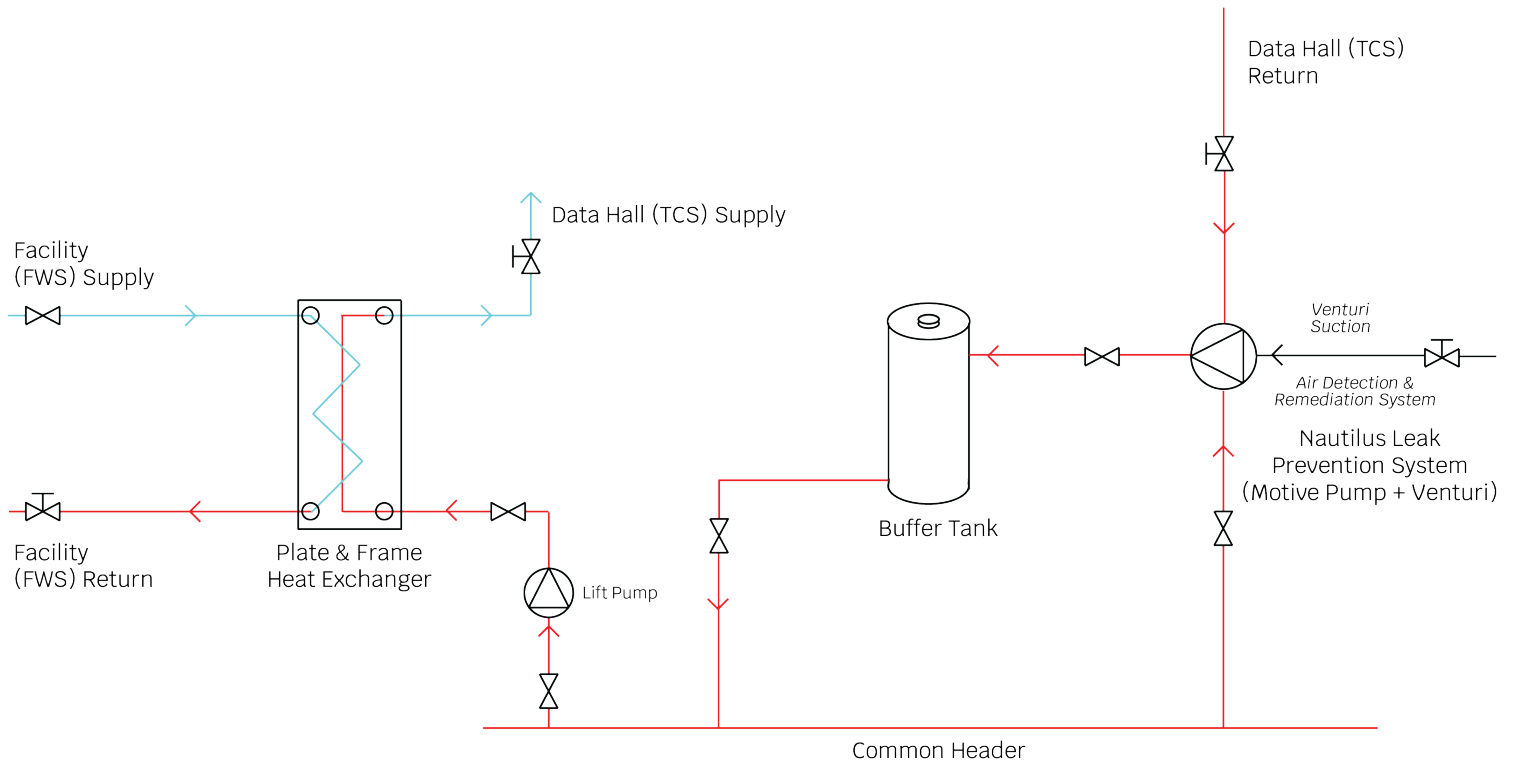 Data Hall (TCS)
Return
Data Hall (TCS) Supply
Facility
(FWS) Supply
Venturi
Suction
Air Detection &
Remediation System
Nautilus Leak
Prevention System
(Motive Pump + Venturi)
Buffer Tank
Facility
(FWS) Return
Plate & Frame
Heat Exchanger
Lift Pump
Common Header